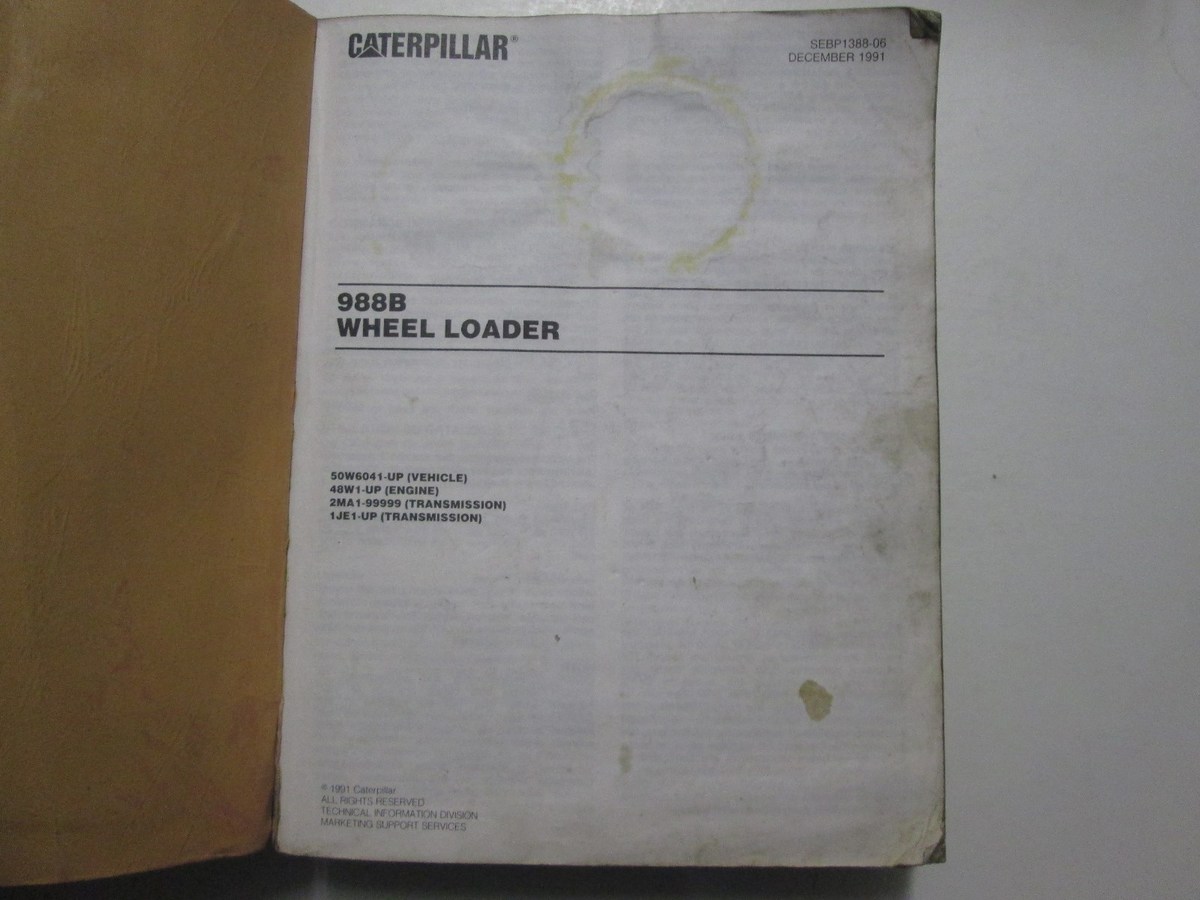 CATERPILLAR®
SEBP1388-06
DECEMBER 1991
988B
WHEEL LOADER
50W6041-UP (VEHICLE)
48W1-UP (ENGINE)
2MA1-99999 (TRANSMISSION)
1JE1-UP (TRANSMISSION)
© 1991 Caterpillar
ALL RIGHTS RESERVED
TECHNICAL INFORMATION DIVISION
MARKETING SUPPORT SERVICES